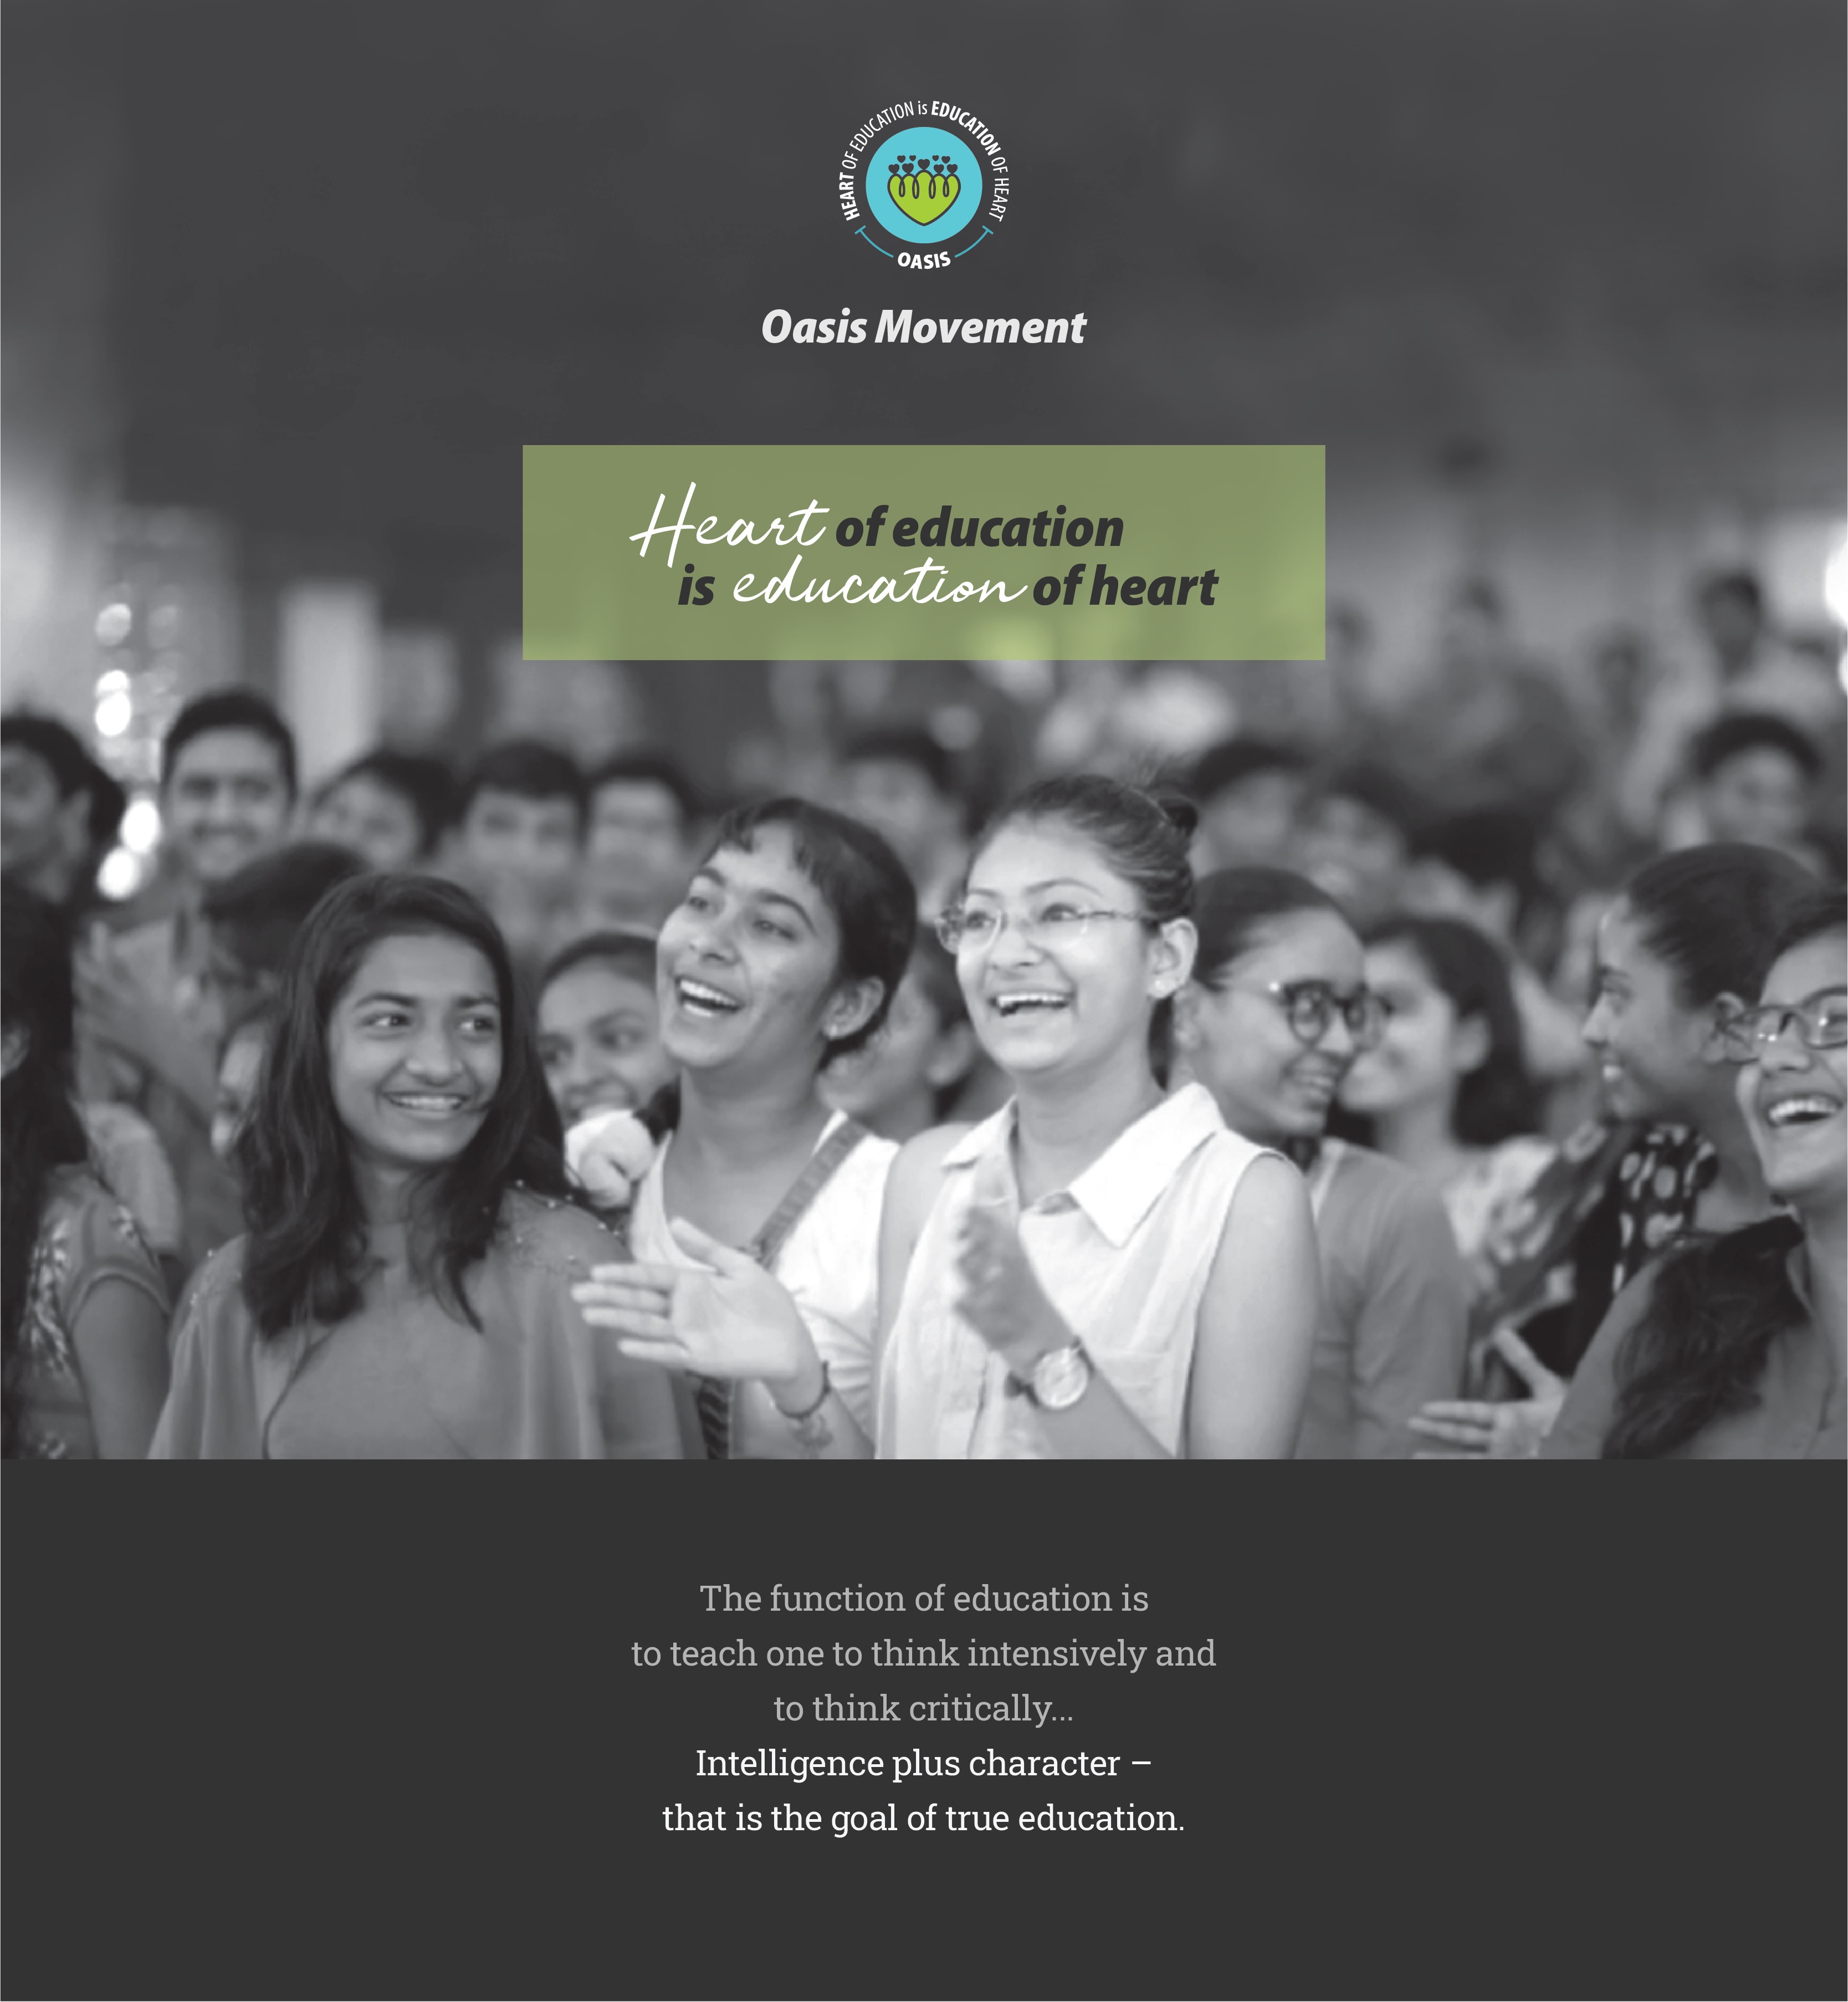 HEART OF EDUCATION is EDUCATION OF HEART
OASIS
Oasis Movement
Heart of education
is education of heart
The function of education is
to teach one to think intensively and
to think critically...
Intelligence plus character –
that is the goal of true education.